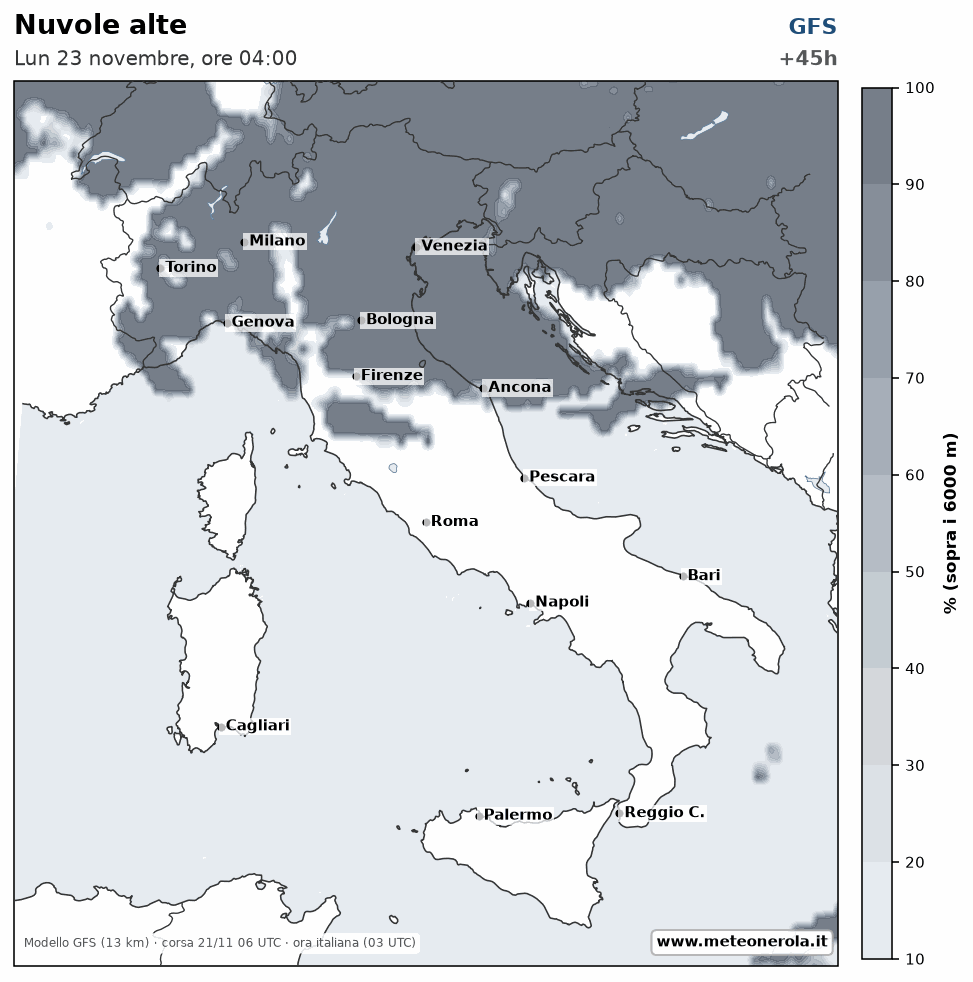 Nuvole alte
GFS
Lun 23 novembre, ore 04:00
+45h
100
90
80
70
60
50
40
30
20
10
% (sopra i 6000 m)
Milano
Venezia
Torino
Genova
Bologna
Firenze
Ancona
Pescara
Roma
Bari
Napoli
Cagliari
Palermo
Reggio C.
Modello GFS (13 km) · corsa 21/11 06 UTC · ora italiana (03 UTC)
www.meteonerola.it